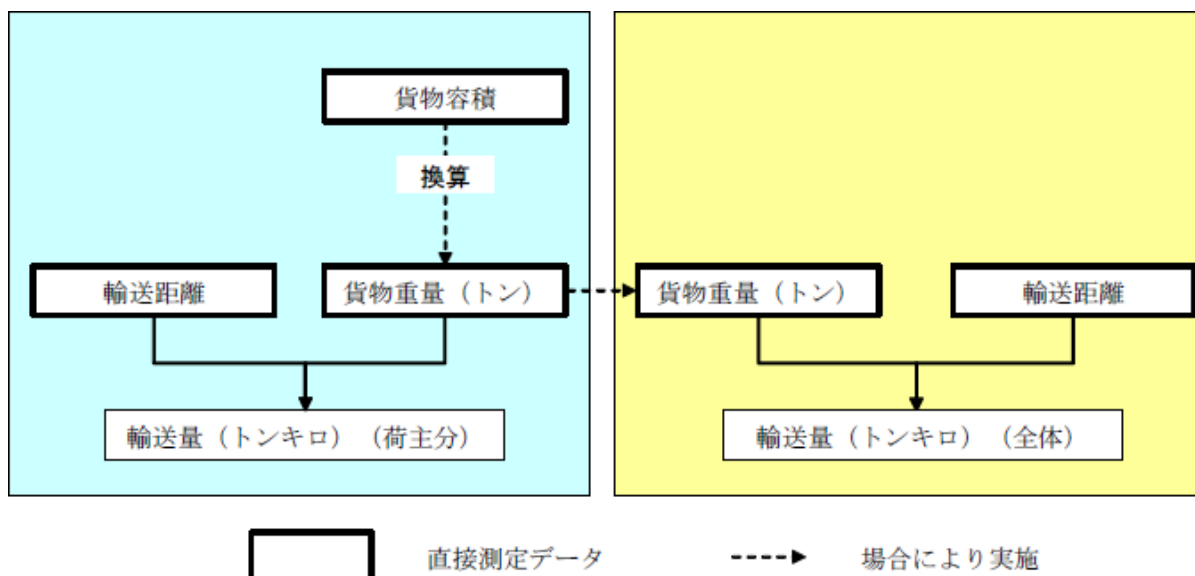 貨物容積
換算
輸送距離
貨物重量（トン）
貨物重量（トン）
輸送距離
輸送量（トンキロ）（荷主分）
輸送量（トンキロ）（全体）
直接測定データ
場合により実施